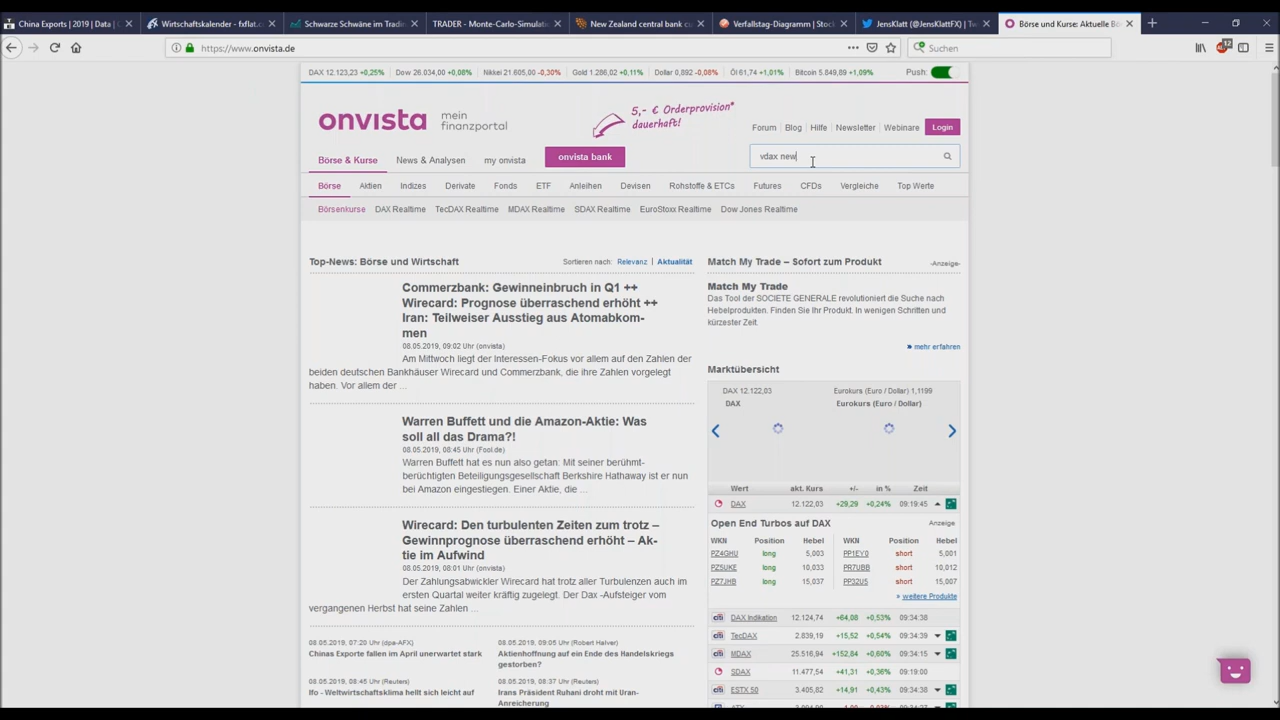 China Exports | 2019 | Data |
Wirtschaftskalender - fxflat.c
Schwarze Schwäne im Tradin
TRADER - Monte-Carlo-Simulatio
New Zealand central bank cu
Verfallstag-Diagramm | Stock
JensKlatt (@JensKlattFX) | Tw
Börse und Kurse: Aktuelle Bö
https://www.onvista.de
Suchen
12
DAX 12.123,23 +0,25% Dow 26.034,00 +0,08% Nikkei 21.605,00 -0,30% Gold 1.286,02 +0,11% Dollar 0,892 -0,08% Öl 61,74 +1,01% Bitcoin 5.849,89 +1,09% Push:
onvista mein
finanzportal
5,- € Orderprovision*
dauerhaft!
Forum | Blog | Hilfe | Newsletter | Webinare Login
Börse & Kurse News & Analysen my onvista onvista bank
vdax new
Börse Aktien Indizes Derivate Fonds ETF Anleihen Devisen Rohstoffe & ETCs Futures CFDs Vergleiche Top Werte
Börsenkurse DAX Realtime TecDAX Realtime MDAX Realtime SDAX Realtime EuroStoxx Realtime Dow Jones Realtime
Top-News: Börse und Wirtschaft Sortieren nach: Relevanz | Aktualität
Commerzbank: Gewinneinbruch in Q1 ++
Wirecard: Prognose überraschend erhöht ++
Iran: Teilweiser Ausstieg aus Atomabkom-
men
08.05.2019, 09:02 Uhr (onvista)
Am Mittwoch liegt der Interessen-Fokus vor allem auf den Zahlen der
beiden deutschen Bankhäuser Wirecard und Commerzbank, die ihre Zahlen vorgelegt
haben. Vor allem der ...
Warren Buffett und die Amazon-Aktie: Was
soll all das Drama?!
08.05.2019, 08:45 Uhr (Fool.de)
Warren Buffett hat es nun also getan: Mit seiner berühmt-
berüchtigten Beteiligungsgesellschaft Berkshire Hathaway ist er nun
bei Amazon eingestiegen. Einer Aktie, die ...
Wirecard: Den turbulenten Zeiten zum trotz –
Gewinnprognose überraschend erhöht – Ak-
tie im Aufwind
08.05.2019, 08:01 Uhr (onvista)
Der Zahlungsabwickler Wirecard hat trotz aller Turbulenzen auch im
ersten Quartal weiter kräftig zugelegt. Der Dax -Aufsteiger vom
vergangenen Herbst hat seine Zahlen ...
08.05.2019, 07:20 Uhr (dpa-AFX)
Chinas Exporte fallen im April unerwartet stark
08.05.2019, 09:05 Uhr (Robert Halver)
Aktienhoffnung auf ein Ende des Handelskriegs
gestorben?
08.05.2019, 08:45 Uhr (Reuters)
Ifo - Weltwirtschaftsklima hellt sich leicht auf
08.05.2019, 08:37 Uhr (Reuters)
Irans Präsident Ruhani droht mit Uran-
Anreicherung
Match My Trade – Sofort zum Produkt -Anzeige-
Match My Trade
Das Tool der SOCIETE GENERALE revolutioniert die Suche nach
Hebelprodukten. Finden Sie Ihr Produkt. In wenigen Schritten und
kürzester Zeit.
» mehr erfahren
Marktübersicht
DAX 12.122,03 Eurokurs (Euro / Dollar) 1,1199
DAX Eurokurs (Euro / Dollar)
Wert akt. Kurs +/- in % Zeit
DAX 12.122,03 +29,29 +0,24% 09:19:45
Open End Turbos auf DAX Anzeige
WKN Position Hebel WKN Position Hebel
PZ4GHU long 5,003 PP1EY0 short 5,001
PZ5UKE long 10,033 PR7UBB short 10,012
PZ7JHB long 15,037 PP32U5 short 15,007
» weitere Produkte
citi DAX Indikation 12.124,74 +64,08 +0,53% 09:34:38
citi TecDAX 2.839,19 +15,52 +0,54% 09:34:39
citi MDAX 25.516,94 +152,84 +0,60% 09:34:15
SDAX 11.477,54 +41,31 +0,36% 09:19:00
citi ESTX 50 3.405,82 +14,91 +0,43% 09:34:38